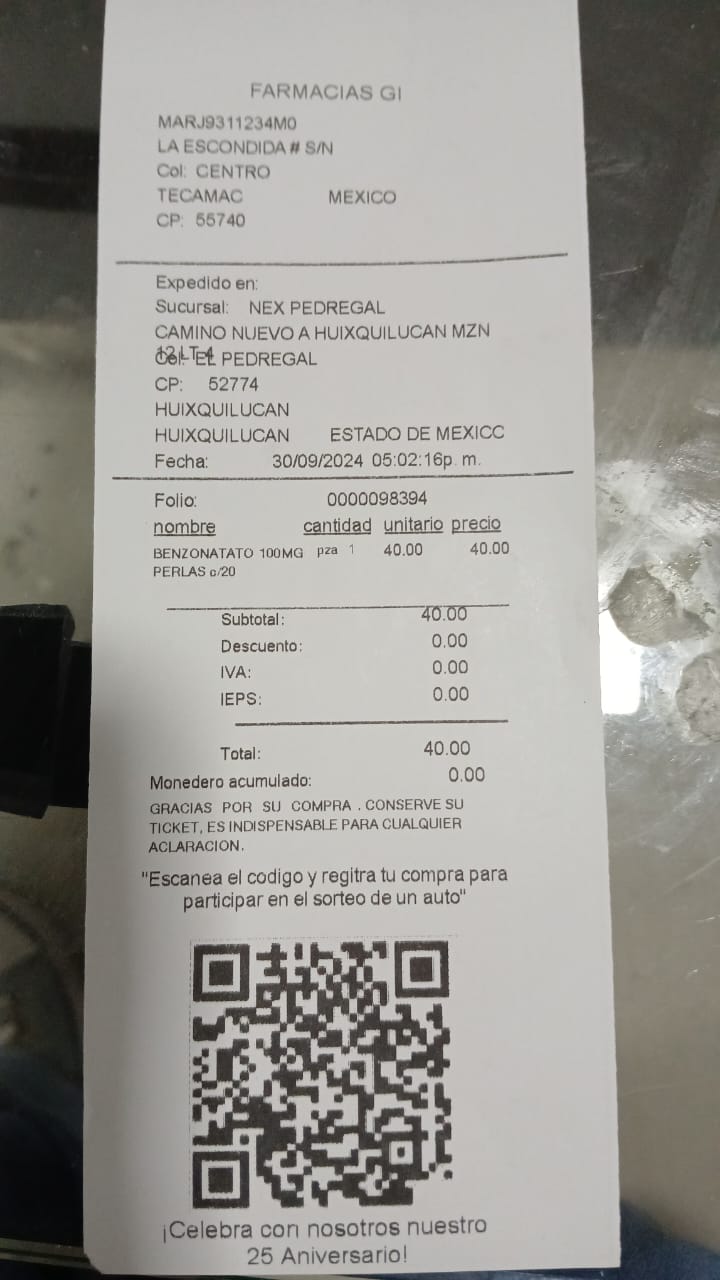 FARMACIAS GI
MARJ9311234M0
LA ESCONDIDA # S/N
Col: CENTRO
TECAMAC MEXICO
CP: 55740
Expedido en:
Sucursal: NEX PEDREGAL
CAMINO NUEVO A HUIXQUILUCAN MZN
12 LT 4
Col: EL PEDREGAL
CP: 52774
HUIXQUILUCAN
HUIXQUILUCAN ESTADO DE MEXICC
Fecha: 30/09/2024 05:02:16p. m.
Folio: 0000098394
nombre cantidad unitario precio
BENZONATATO 100MG pza 1 40.00 40.00
PERLAS c/20
Subtotal: 40.00
Descuento: 0.00
IVA: 0.00
IEPS: 0.00
Total: 40.00
Monedero acumulado: 0.00
GRACIAS POR SU COMPRA . CONSERVE SU
TICKET, ES INDISPENSABLE PARA CUALQUIER
ACLARACION.
"Escanea el codigo y regitra tu compra para
participar en el sorteo de un auto"
¡Celebra con nosotros nuestro
25 Aniversario!